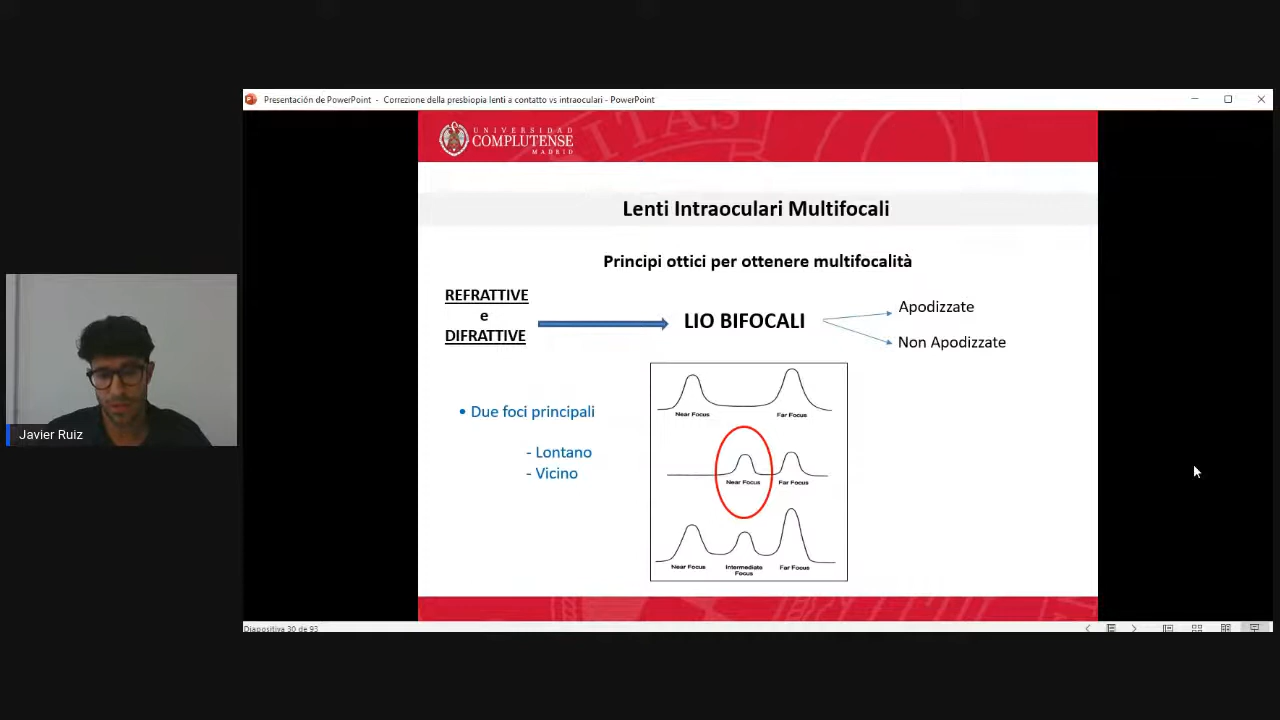 Presentación de PowerPoint - Correzione della presbiopia lenti a contatto vs intraoculari - PowerPoint
UNIVERSIDAD
COMPLUTENSE
MADRID
Lenti Intraoculari Multifocali
Principi ottici per ottenere multifocalità
REFRATTIVE
e
DIFRATTIVE
LIO BIFOCALI
Apodizzate
Non Apodizzate
• Due foci principali
- Lontano
- Vicino
Near Focus Far Focus
Near Focus Far Focus
Near Focus Intermediate Focus Far Focus
Javier Ruiz
Diapositiva 30 de 93